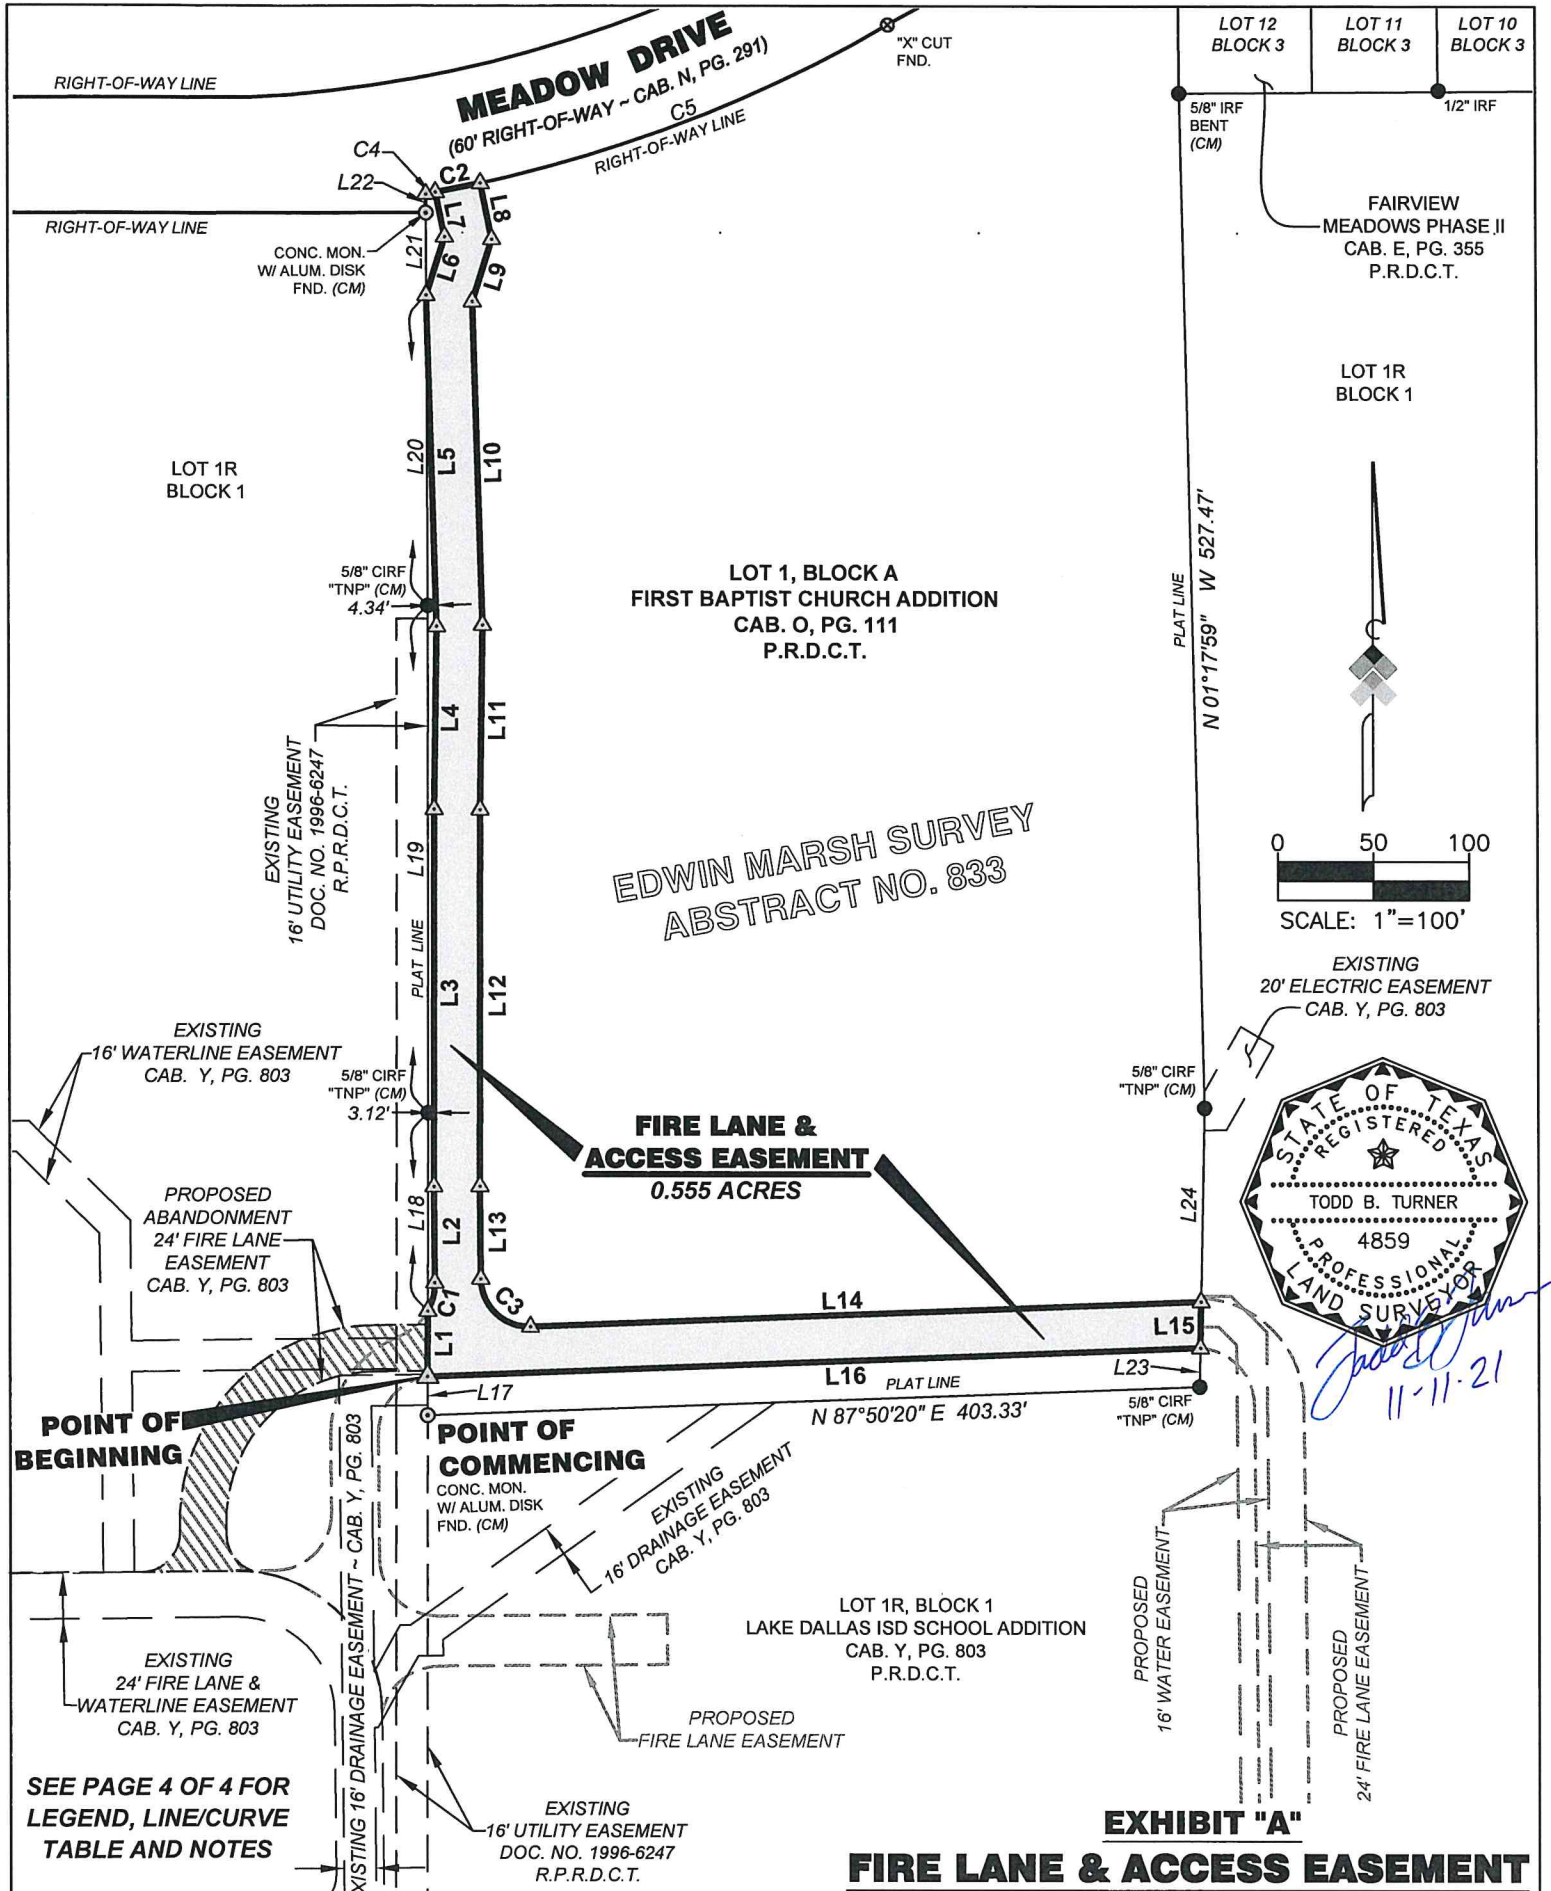 RIGHT-OF-WAY LINE
MEADOW DRIVE
(60' RIGHT-OF-WAY ~ CAB. N, PG. 291)
"X" CUT
FND.
LOT 12
BLOCK 3
LOT 11
BLOCK 3
LOT 10
BLOCK 3
5/8" IRF
BENT
(CM)
1/2" IRF
C5
RIGHT-OF-WAY LINE
C4
C2
L22
L7
L8
RIGHT-OF-WAY LINE
CONC. MON.
W/ ALUM. DISK
FND. (CM)
L21
L6
L9
FAIRVIEW
MEADOWS PHASE II
CAB. E, PG. 355
P.R.D.C.T.
LOT 1R
BLOCK 1
LOT 1R
BLOCK 1
L20
L5
L10
PLAT LINE
N 01°17'59" W 527.47'
5/8" CIRF
"TNP" (CM)
4.34'
LOT 1, BLOCK A
FIRST BAPTIST CHURCH ADDITION
CAB. O, PG. 111
P.R.D.C.T.
EXISTING
16' UTILITY EASEMENT
DOC. NO. 1996-6247
R.P.R.D.C.T.
L4
L11
L19
PLAT LINE
EDWIN MARSH SURVEY
ABSTRACT NO. 833
0 50 100
SCALE: 1"=100'
L3
L12
EXISTING
20' ELECTRIC EASEMENT
CAB. Y, PG. 803
EXISTING
16' WATERLINE EASEMENT
CAB. Y, PG. 803
5/8" CIRF
"TNP" (CM)
3.12'
5/8" CIRF
"TNP" (CM)
FIRE LANE &
ACCESS EASEMENT
0.555 ACRES
STATE OF TEXAS
REGISTERED
TODD B. TURNER
4859
PROFESSIONAL
LAND SURVEYOR
11-11-21
PROPOSED
ABANDONMENT
24' FIRE LANE
EASEMENT
CAB. Y, PG. 803
L18
L2
L13
L24
C1
C3
L14
L1
L15
L16
L23
L17
PLAT LINE
N 87°50'20" E 403.33'
5/8" CIRF
"TNP" (CM)
POINT OF
BEGINNING
POINT OF
COMMENCING
CONC. MON.
W/ ALUM. DISK
FND. (CM)
EXISTING
16' DRAINAGE EASEMENT
CAB. Y, PG. 803
EXISTING 16' DRAINAGE EASEMENT ~ CAB. Y, PG. 803
LOT 1R, BLOCK 1
LAKE DALLAS ISD SCHOOL ADDITION
CAB. Y, PG. 803
P.R.D.C.T.
PROPOSED
16' WATER EASEMENT
PROPOSED
24' FIRE LANE EASEMENT
EXISTING
24' FIRE LANE &
WATERLINE EASEMENT
CAB. Y, PG. 803
PROPOSED
FIRE LANE EASEMENT
SEE PAGE 4 OF 4 FOR
LEGEND, LINE/CURVE
TABLE AND NOTES
EXISTING
16' UTILITY EASEMENT
DOC. NO. 1996-6247
R.P.R.D.C.T.
EXHIBIT "A"
FIRE LANE & ACCESS EASEMENT